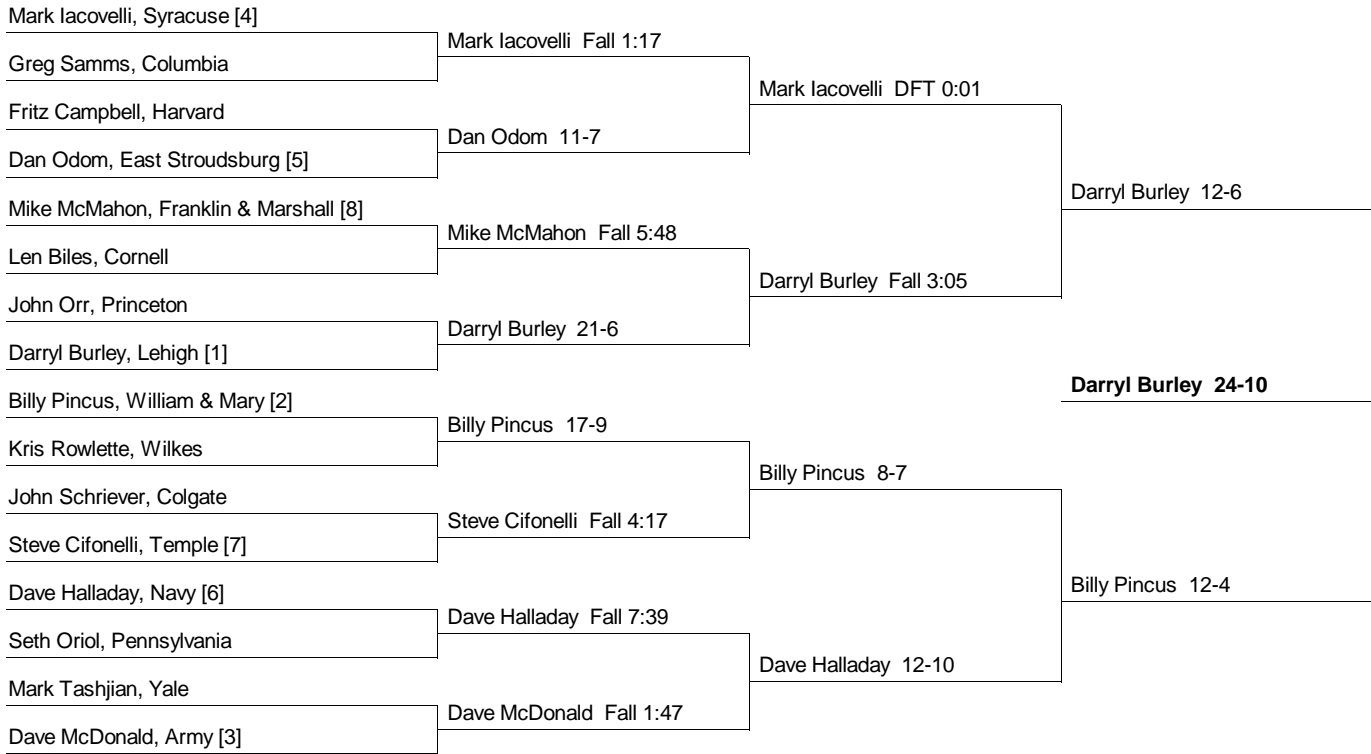 Mark Iacovelli, Syracuse [4]
Greg Samms, Columbia
Fritz Campbell, Harvard
Dan Odom, East Stroudsburg [5]
Mike McMahon, Franklin & Marshall [8]
Len Biles, Cornell
John Orr, Princeton
Darryl Burley, Lehigh [1]
Billy Pincus, William & Mary [2]
Kris Rowlette, Wilkes
John Schriever, Colgate
Steve Cifonelli, Temple [7]
Dave Halladay, Navy [6]
Seth Oriol, Pennsylvania
Mark Tashjian, Yale
Dave McDonald, Army [3]
Mark Iacovelli Fall 1:17
Dan Odom 11-7
Mike McMahon Fall 5:48
Darryl Burley 21-6
Billy Pincus 17-9
Steve Cifonelli Fall 4:17
Dave Halladay Fall 7:39
Dave McDonald Fall 1:47
Mark Iacovelli DFT 0:01
Darryl Burley Fall 3:05
Billy Pincus 8-7
Dave Halladay 12-10
Darryl Burley 12-6
Billy Pincus 12-4
Darryl Burley 24-10